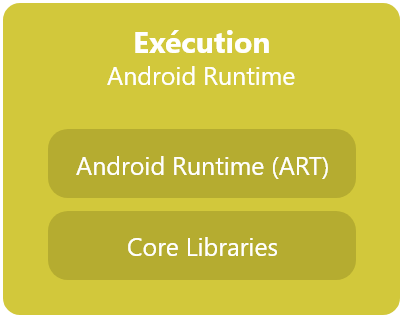 Exécution
Android Runtime
Android Runtime (ART)
Core Libraries